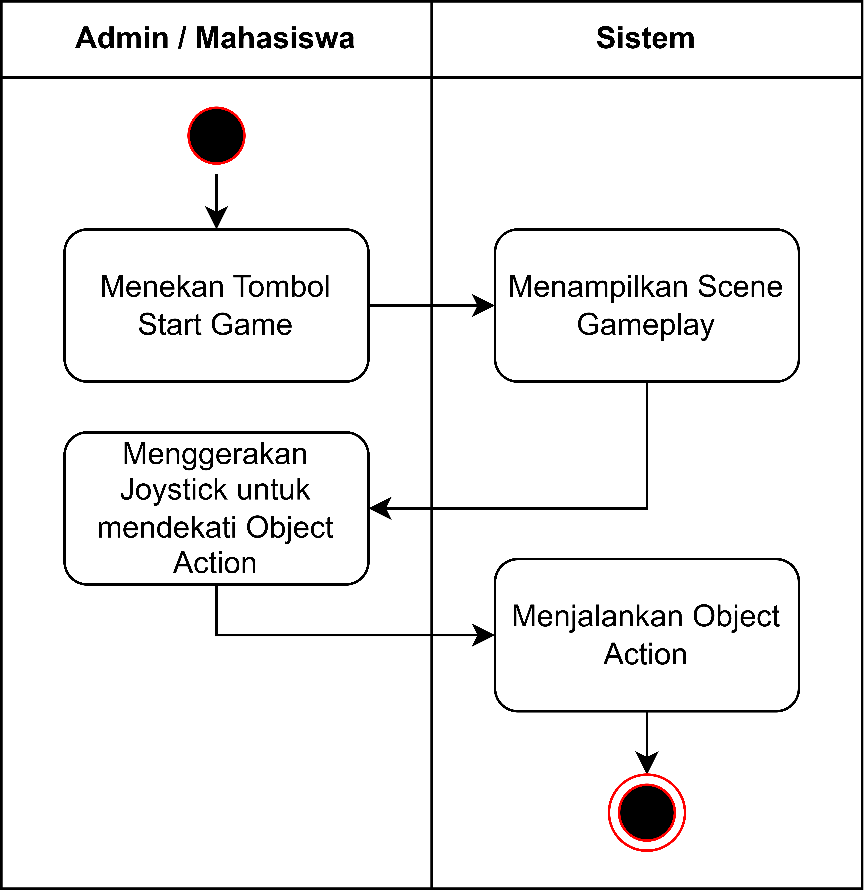 Admin / Mahasiswa
Sistem
Menekan Tombol
Start Game
Menampilkan Scene
Gameplay
Menggerakan
Joystick untuk
mendekati Object
Action
Menjalankan Object
Action